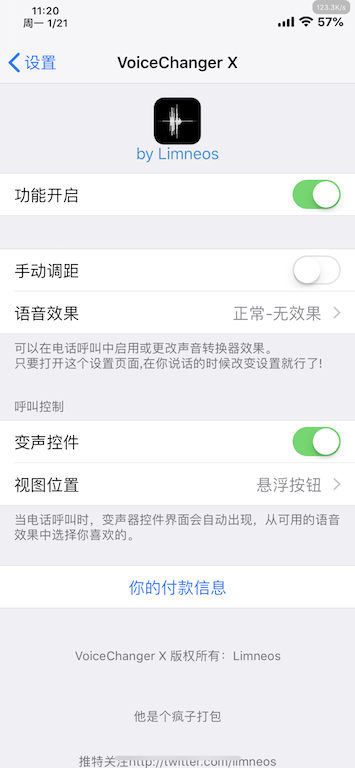 123.3K/s
11:20
周一 1/21
57%
设置
VoiceChanger X
by Limneos
功能开启
手动调距
语音效果
正常-无效果
可以在电话呼叫中启用或更改声音转换器效果。
只要打开这个设置页面,在你说话的时候改变设置就行了!
呼叫控制
变声控件
视图位置
悬浮按钮
当电话呼叫时，变声器控件界面会自动出现，从可用的语音
效果中选择你喜欢的。
你的付款信息
VoiceChanger X 版权所有：Limneos
他是个疯子打包
推特关注http://twitter.com/limneos